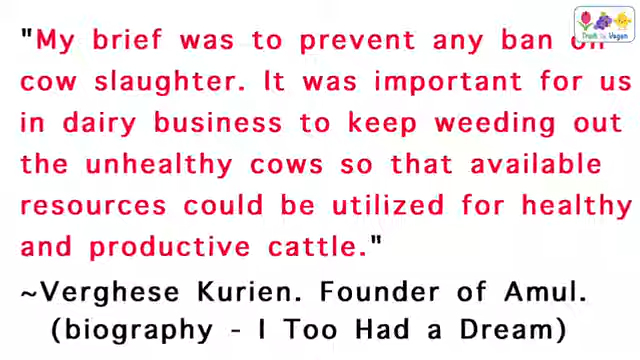 "My brief was to prevent any ban on
cow slaughter. It was important for us
in dairy business to keep weeding out
the unhealthy cows so that available
resources could be utilized for healthy
and productive cattle."
~Verghese Kurien. Founder of Amul.
(biography - I Too Had a Dream)
Vegan